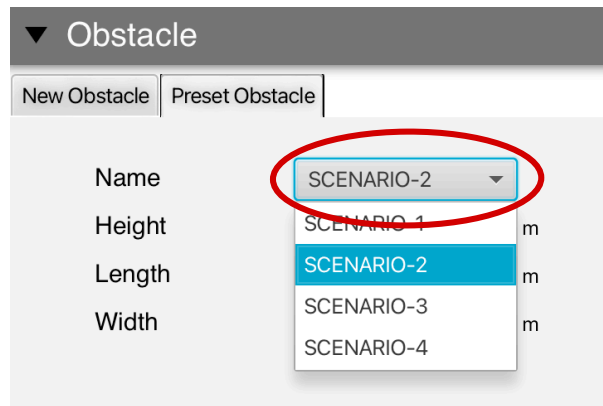 Obstacle
New Obstacle Preset Obstacle
Name SCENARIO-2
Height SCENARIO-1 m
SCENARIO-2
Length m
SCENARIO-3
Width m
SCENARIO-4